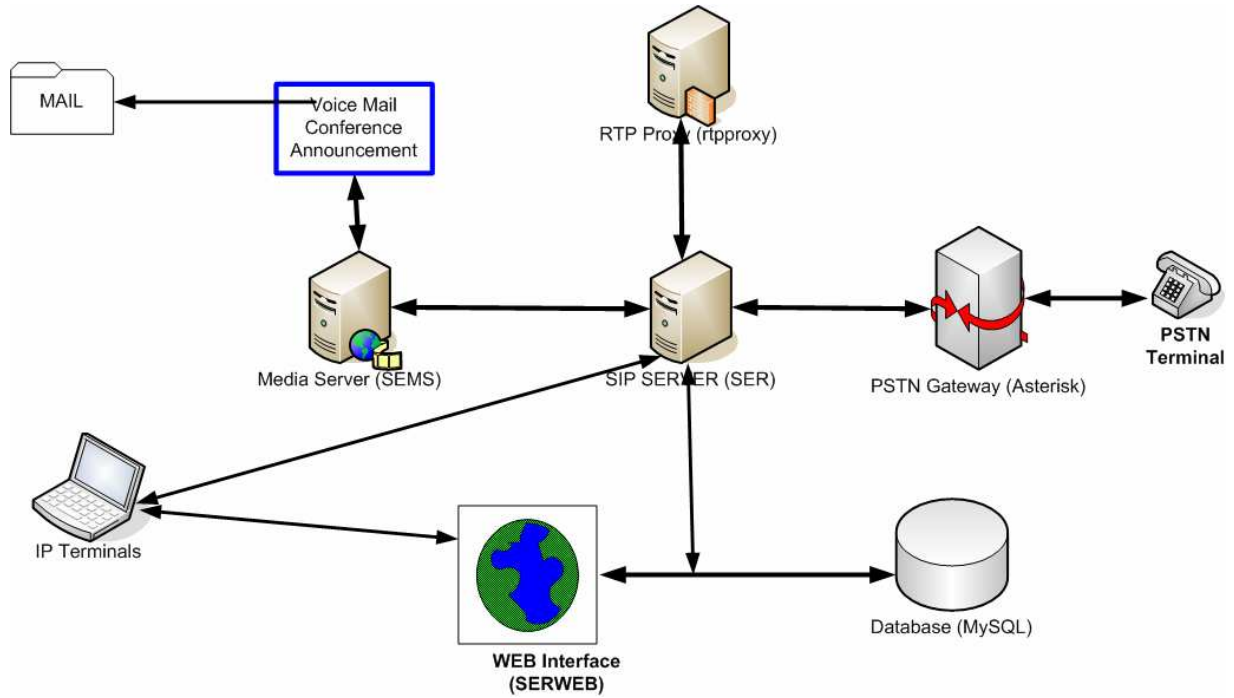 MAIL
Voice Mail
Conference
Announcement
RTP Proxy (rtpproxy)
Media Server (SEMS)
SIP SERVER (SER)
PSTN Gateway (Asterisk)
PSTN
Terminal
IP Terminals
WEB Interface
(SERWEB)
Database (MySQL)